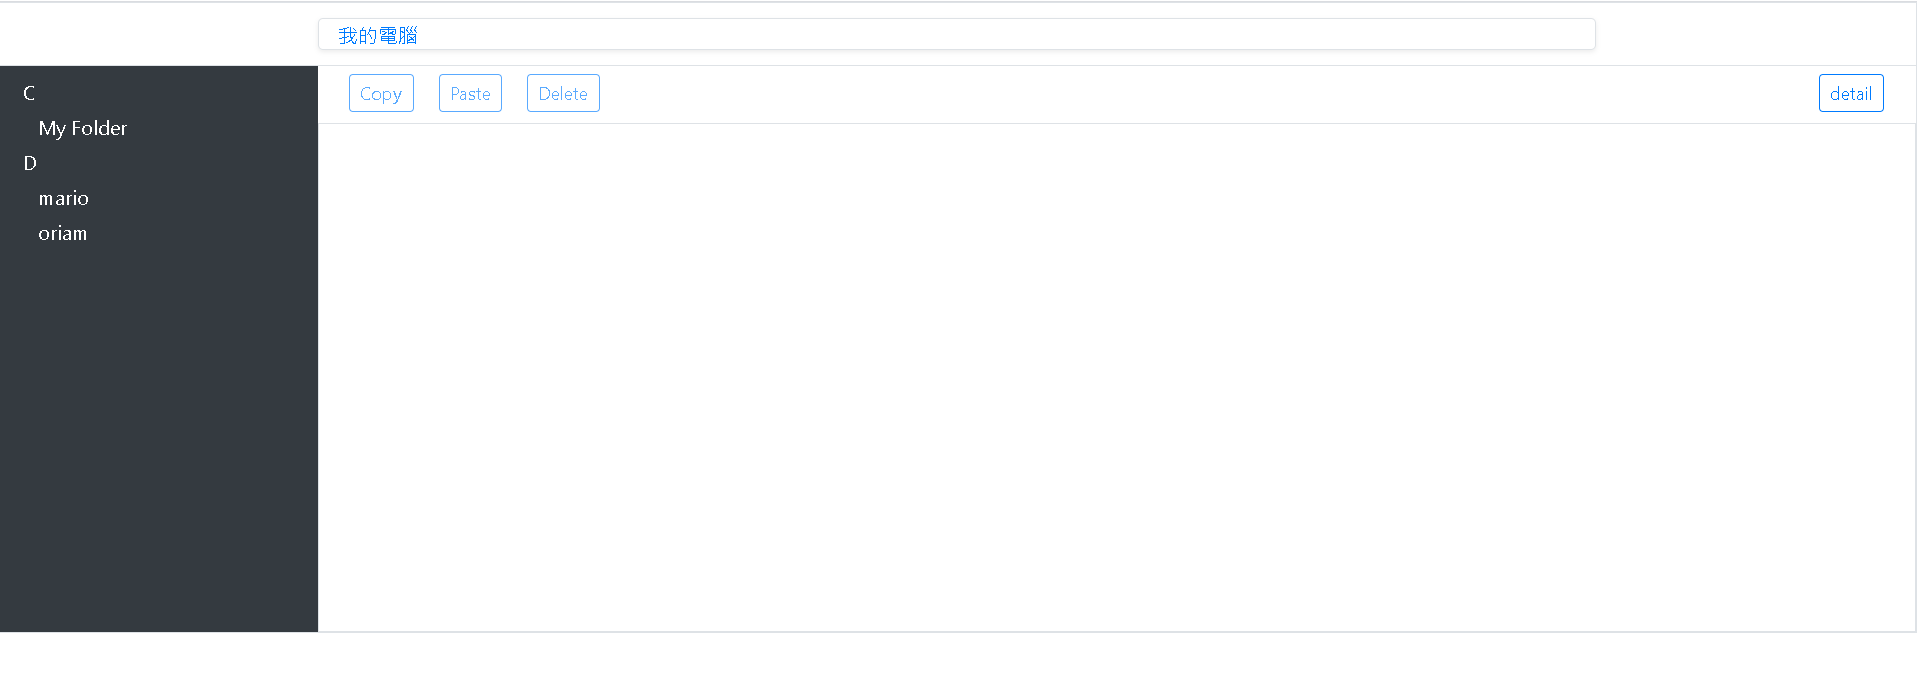 我的電腦
Copy Paste Delete detail
C
My Folder
D
mario
oriam